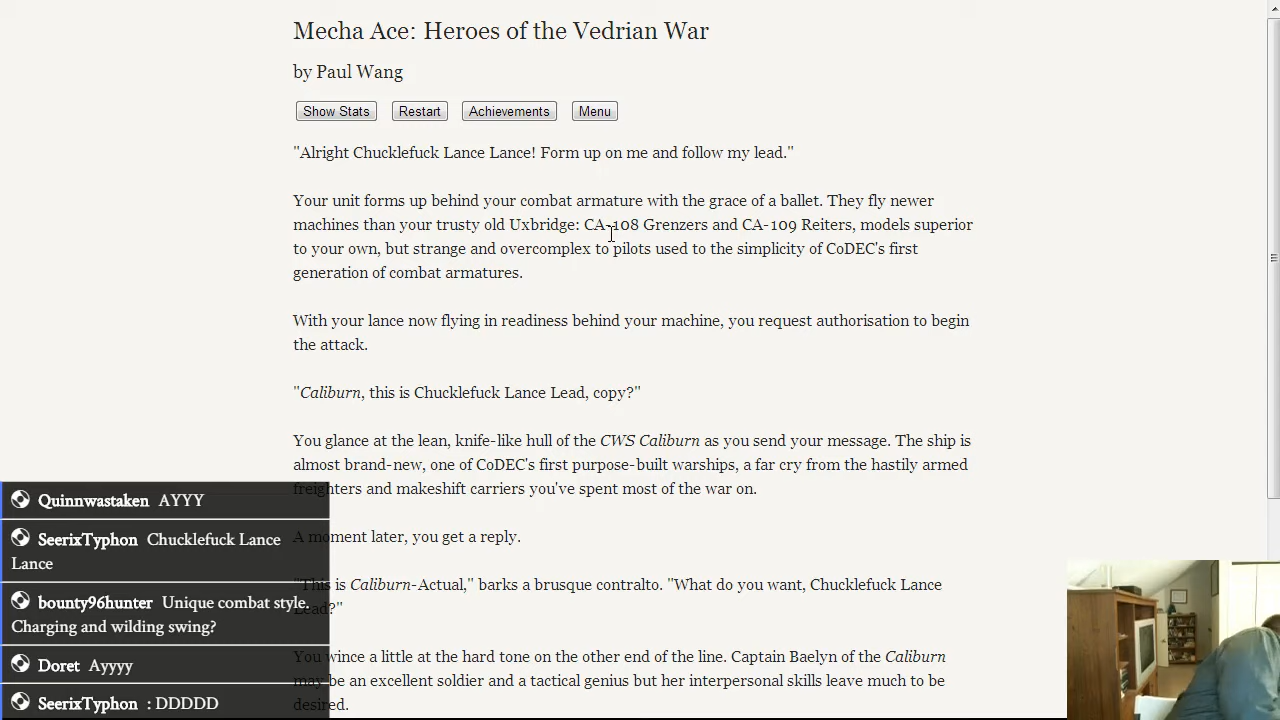 Mecha Ace: Heroes of the Vedrian War
by Paul Wang
Show Stats
Restart
Achievements
Menu
"Alright Chucklefuck Lance Lance! Form up on me and follow my lead."
Your unit forms up behind your combat armature with the grace of a ballet. They fly newer
machines than your trusty old Uxbridge: CA-108 Grenzers and CA-109 Reiters, models superior
to your own, but strange and overcomplex to pilots used to the simplicity of CoDEC's first
generation of combat armatures.
With your lance now flying in readiness behind your machine, you request authorisation to begin
the attack.
"Caliburn, this is Chucklefuck Lance Lead, copy?"
You glance at the lean, knife-like hull of the CWS Caliburn as you send your message. The ship is
almost brand-new, one of CoDEC's first purpose-built warships, a far cry from the hastily armed
freighters and makeshift carriers you've spent most of the war on.
A moment later, you get a reply.
"This is Caliburn-Actual," barks a brusque contralto. "What do you want, Chucklefuck Lance
Lead?"
You wince a little at the hard tone on the other end of the line. Captain Baelyn of the Caliburn
may be an excellent soldier and a tactical genius but her interpersonal skills leave much to be
desired.
Quinnwastaken AYYY
SeerixTyphon Chucklefuck Lance
Lance
bounty96hunter Unique combat style.
Charging and wilding swing?
Doret Ayyyy
SeerixTyphon : DDDDD